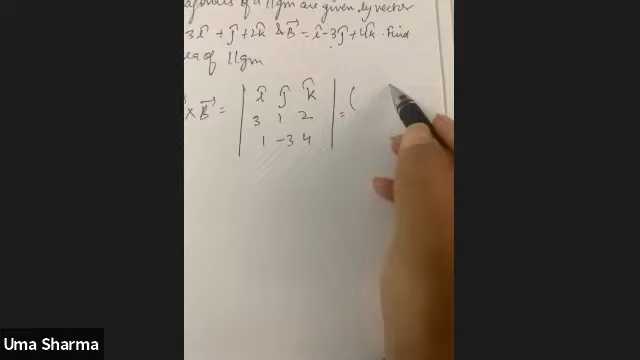 agonals of a llgm are given by vector
3î + ĵ + 2k̂ & B⃗ = î - 3ĵ + 4k̂. Find
ea of llgm
× B⃗ = | î ĵ k̂ | = (
3 1 2
1 -3 4
Uma Sharma